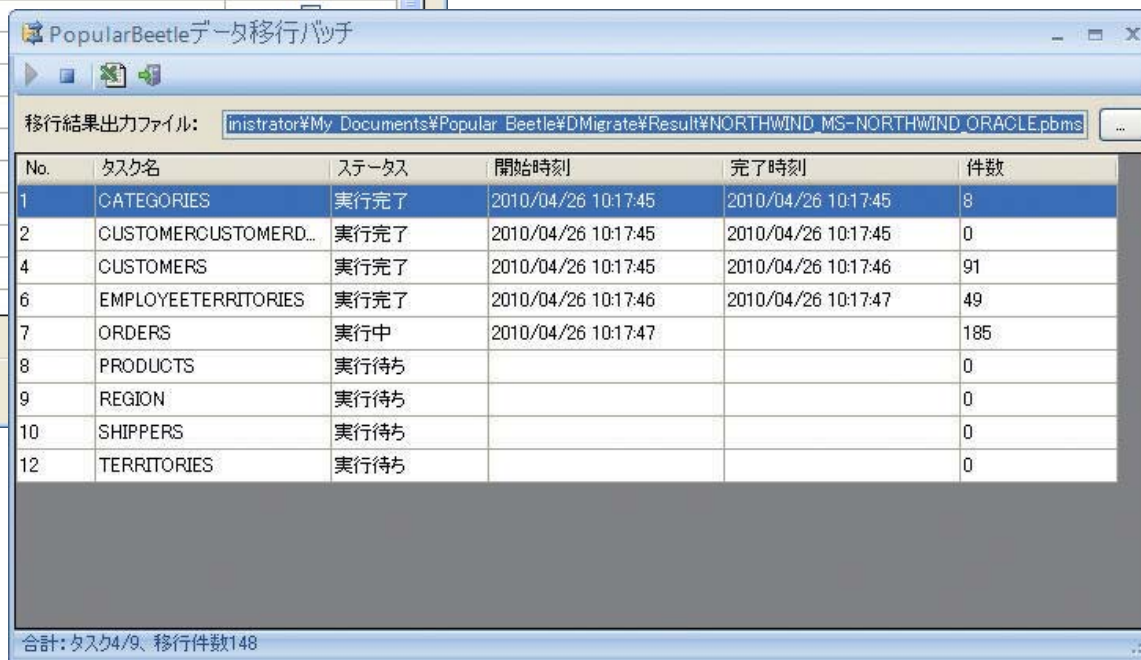 PopularBeetleデータ移行バッチ
移行結果出力ファイル: inistrator¥My Documents¥Popular Beetle¥DMigrate¥Result¥NORTHWIND_MS-NORTHWIND_ORACLE.pbms ...
No. タスク名 ステータス 開始時刻 完了時刻 件数
1 CATEGORIES 実行完了 2010/04/26 10:17:45 2010/04/26 10:17:45 8
2 CUSTOMERCUSTOMERD... 実行完了 2010/04/26 10:17:45 2010/04/26 10:17:45 0
4 CUSTOMERS 実行完了 2010/04/26 10:17:45 2010/04/26 10:17:46 91
6 EMPLOYEETERRITORIES 実行完了 2010/04/26 10:17:46 2010/04/26 10:17:47 49
7 ORDERS 実行中 2010/04/26 10:17:47 185
8 PRODUCTS 実行待ち 0
9 REGION 実行待ち 0
10 SHIPPERS 実行待ち 0
12 TERRITORIES 実行待ち 0
合計:タスク4/9、移行件数148